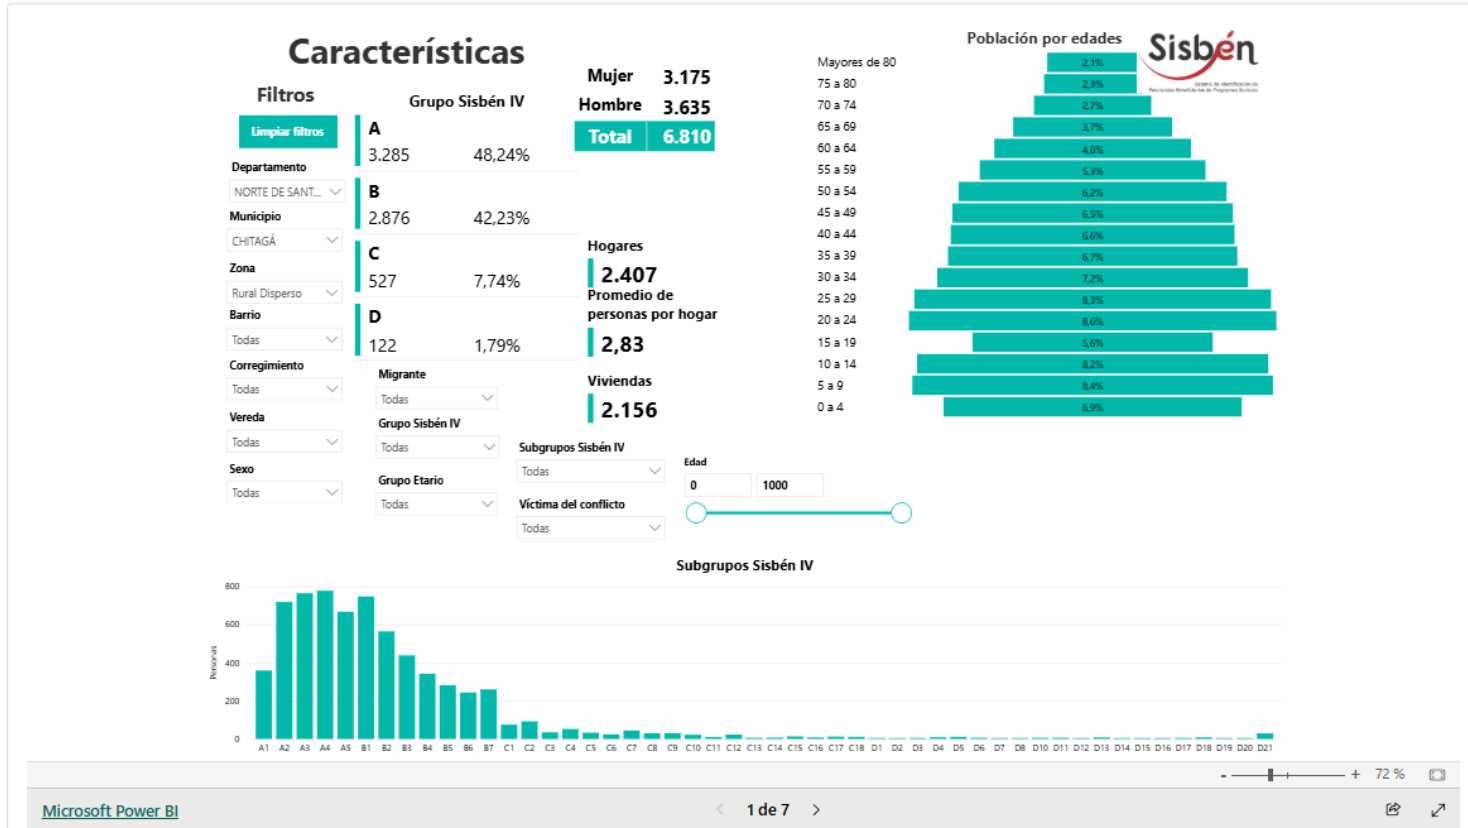 Características
Filtros
Limpiar filtros
Departamento
NORTE DE SANT...
Municipio
CHITAGÁ
Zona
Rural Disperso
Barrio
Todas
Corregimiento
Todas
Vereda
Todas
Sexo
Todas
Grupo Sisbén IV
A
3.285 48,24%
B
2.876 42,23%
C
527 7,74%
D
122 1,79%
Migrante
Todas
Grupo Sisbén IV
Todas
Grupo Etario
Todas
Mujer 3.175
Hombre 3.635
Total 6.810
Hogares
2.407
Promedio de
personas por hogar
2,83
Viviendas
2.156
Subgrupos Sisbén IV
Todas
Víctima del conflicto
Todas
Edad
0 1000
Población por edades
Sisbén
Sistema de Identificación de
Potenciales Beneficiarios de Programas Sociales
Mayores de 80 2,1%
75 a 80 2,3%
70 a 74 2,7%
65 a 69 3,7%
60 a 64 4,6%
55 a 59 5,3%
50 a 54 6,2%
45 a 49 6,5%
40 a 44 6,6%
35 a 39 6,7%
30 a 34 7,2%
25 a 29 8,3%
20 a 24 8,6%
15 a 19 5,6%
10 a 14 8,2%
5 a 9 8,4%
0 a 4 6,9%
Subgrupos Sisbén IV
Personas
800
600
400
200
0
A1 A2 A3 A4 A5 B1 B2 B3 B4 B5 B6 B7 C1 C2 C3 C4 C5 C6 C7 C8 C9 C10 C11 C12 C13 C14 C15 C16 C17 C18 D1 D2 D3 D4 D5 D6 D7 D8 D10 D11 D12 D13 D14 D15 D16 D17 D18 D19 D20 D21
- + 72 %
Microsoft Power BI
1 de 7